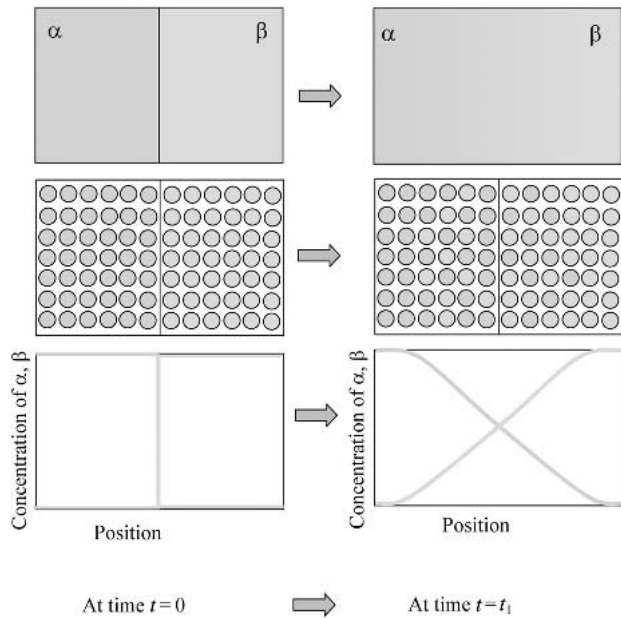 α
β
α
β
Concentration of α, β
Position
Concentration of α, β
Position
At time t = 0
At time t = t₁